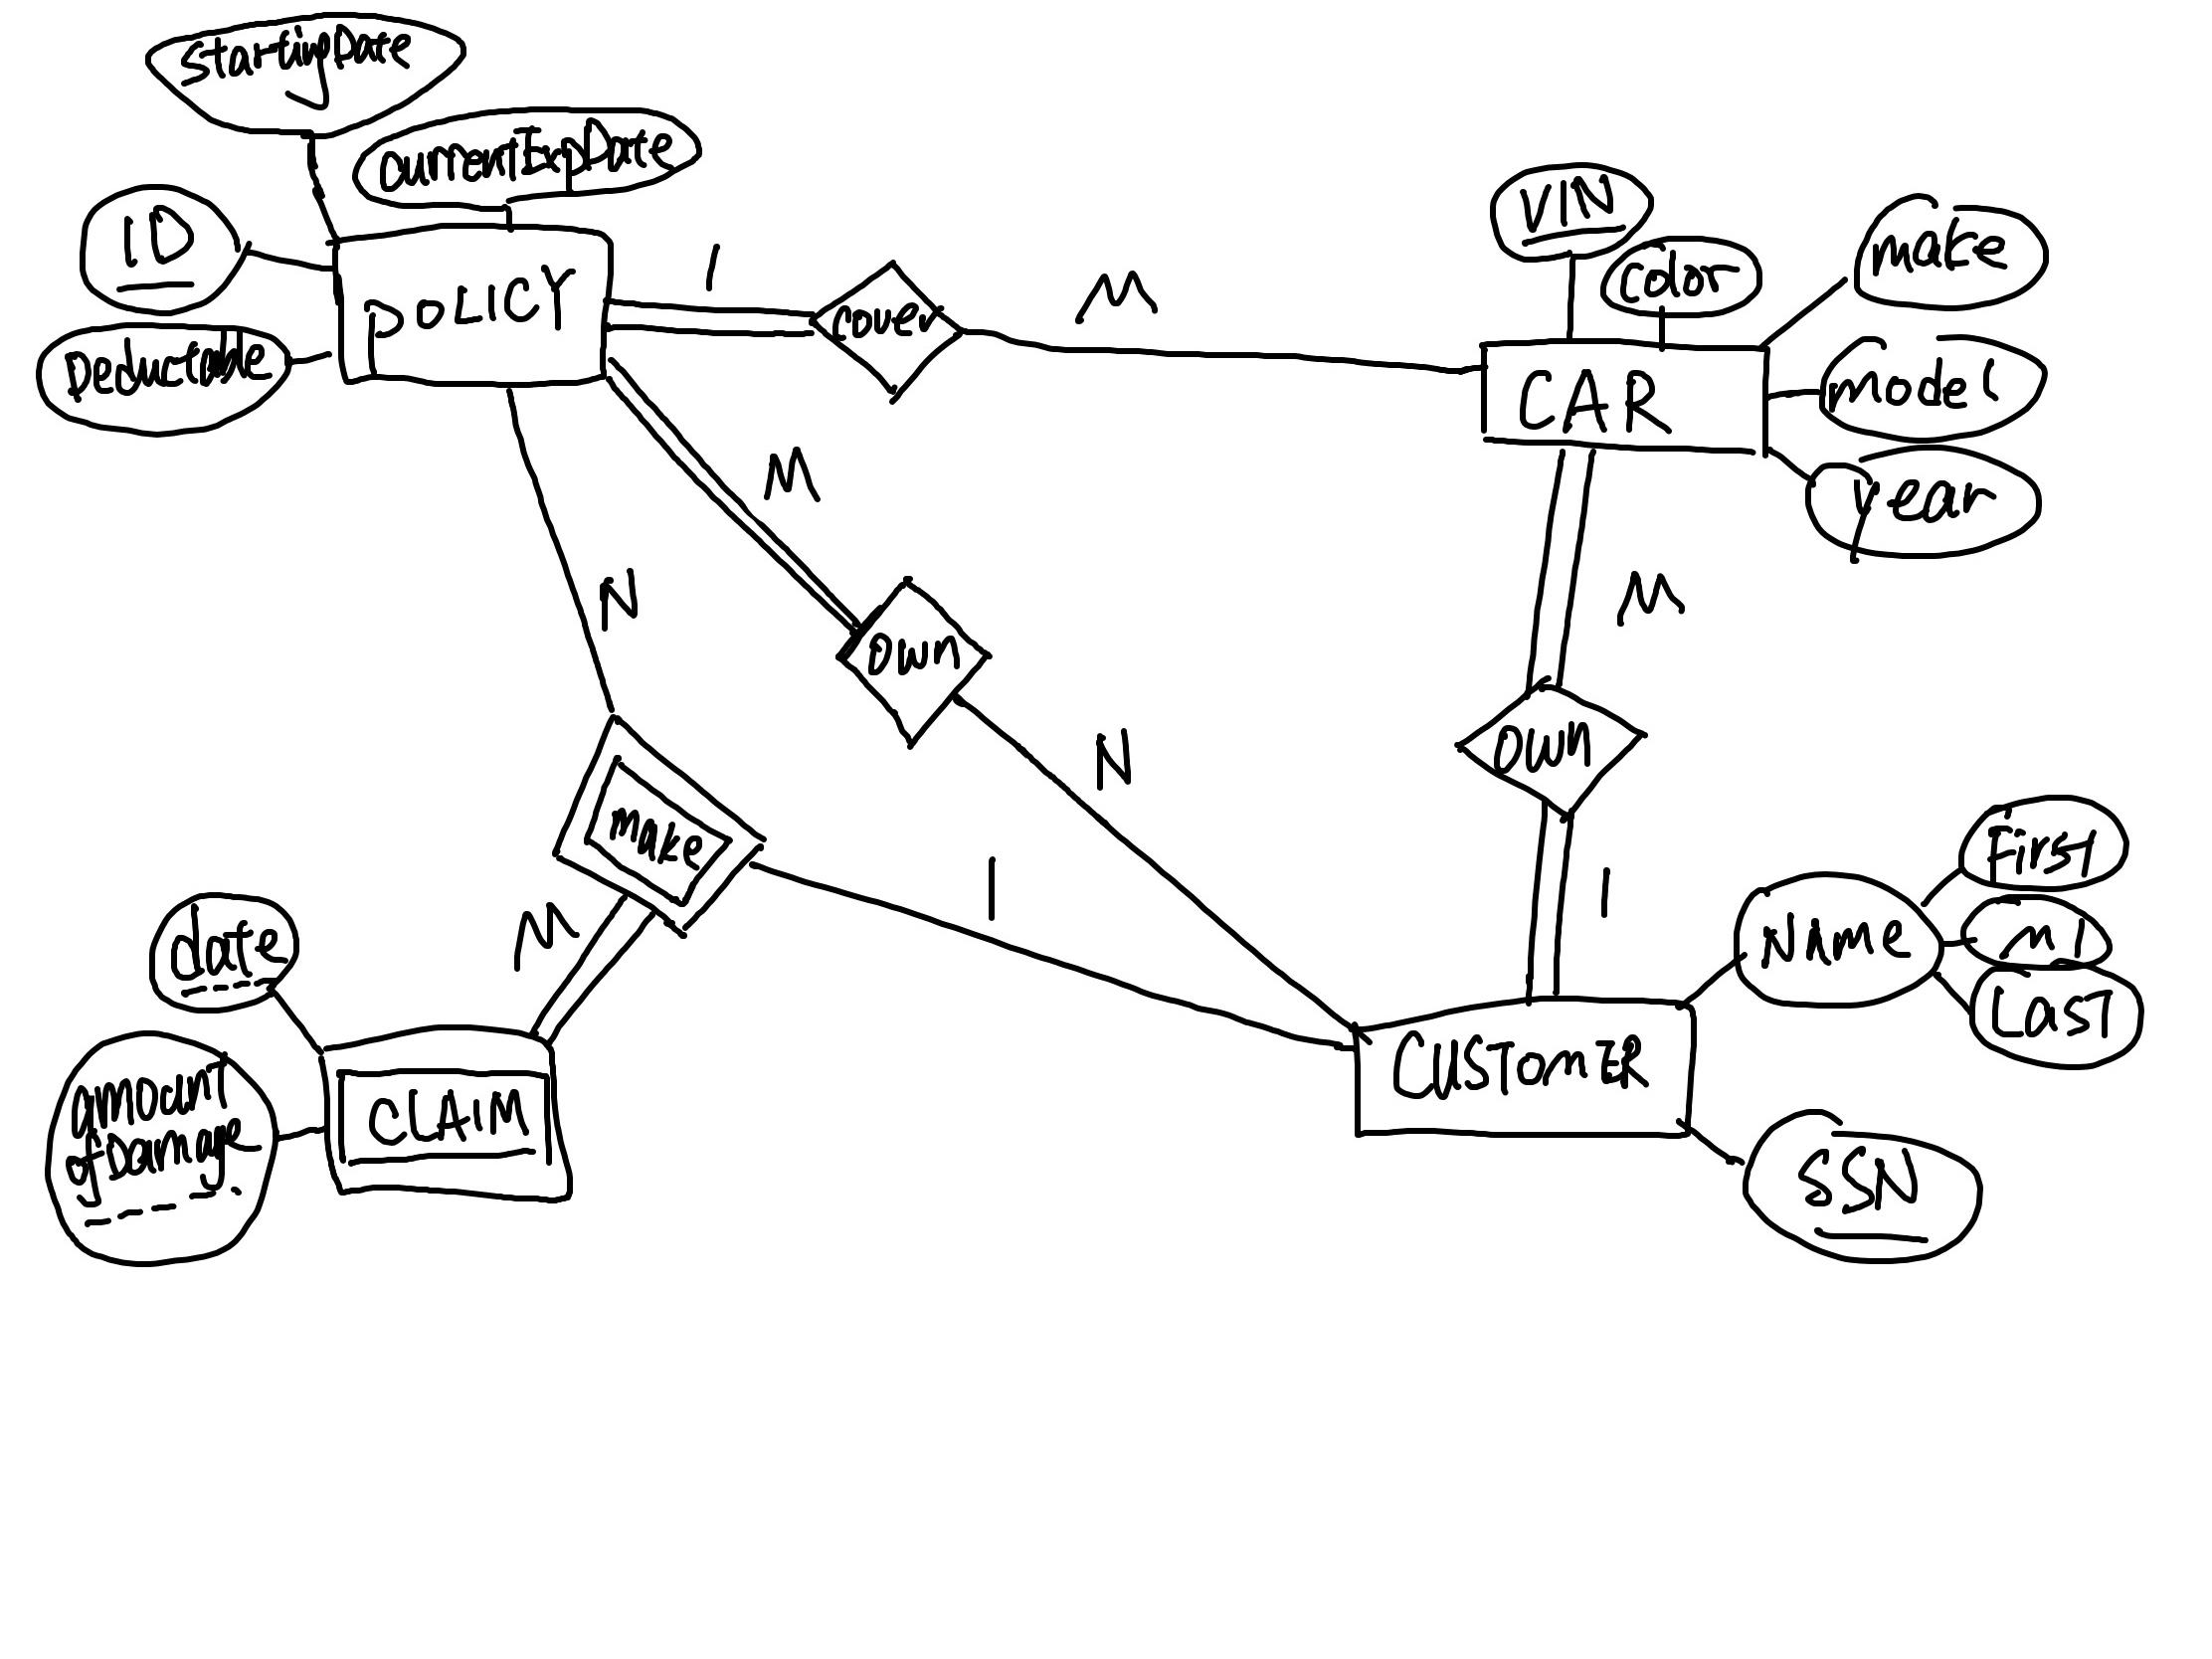 startingDate
currentExpDate
ID
Deductible
POLICY
1
cover
M
VIN
color
make
model
year
CAR
M
own
N
N
M
own
make
M
1
1
date
amount
ofDamage
CLAIM
CUSTOMER
Name
First
MI
Last
SSN